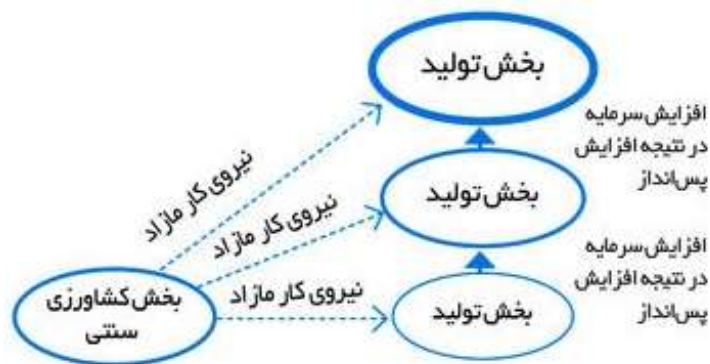 بخش تولید
افزایش سرمایه
در نتیجه افزایش
پس‌انداز
نیروی کار مازاد
بخش تولید
نیروی کار مازاد
افزایش سرمایه
در نتیجه افزایش
پس‌انداز
نیروی کار مازاد
بخش تولید
بخش کشاورزی
سنتی